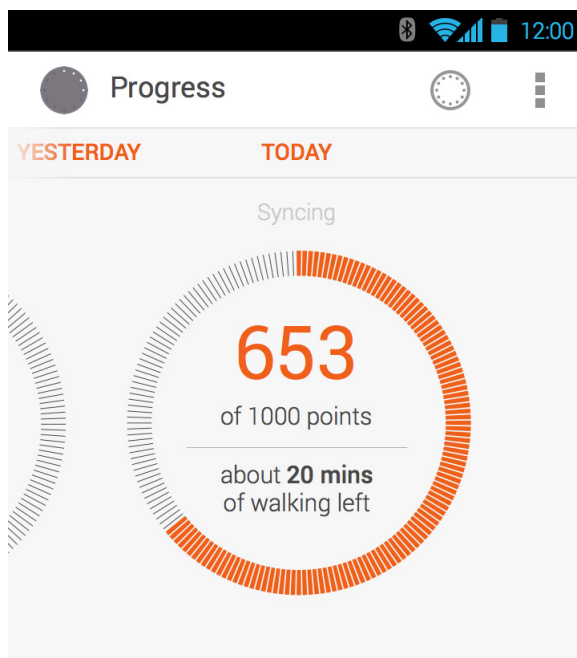 12:00
Progress
YESTERDAY TODAY
Syncing
653
of 1000 points
about 20 mins
of walking left